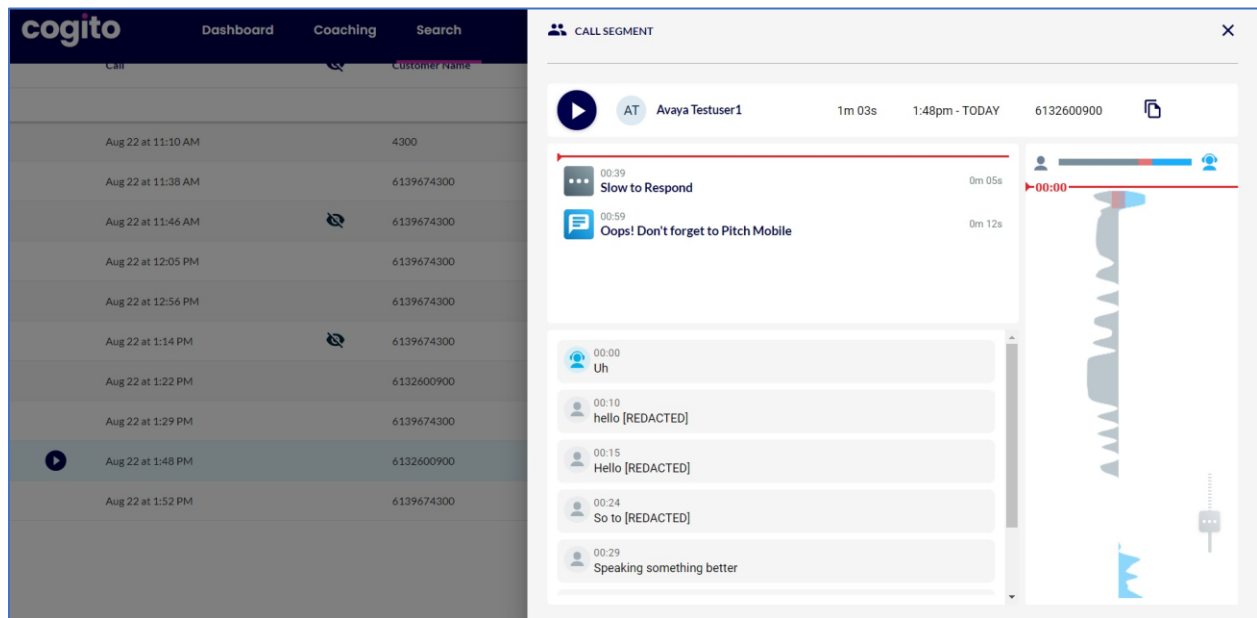 cogito
Dashboard
Coaching
Search
Call
Customer Name
Aug 22 at 11:10 AM
4300
Aug 22 at 11:38 AM
6139674300
Aug 22 at 11:46 AM
6139674300
Aug 22 at 12:05 PM
6139674300
Aug 22 at 12:56 PM
6139674300
Aug 22 at 1:14 PM
6139674300
Aug 22 at 1:22 PM
6132600900
Aug 22 at 1:29 PM
6139674300
Aug 22 at 1:48 PM
6132600900
Aug 22 at 1:52 PM
6139674300
CALL SEGMENT
AT
Avaya Testuser1
1m 03s
1:48pm - TODAY
6132600900
00:39
Slow to Respond
0m 05s
00:59
Oops! Don't forget to Pitch Mobile
0m 12s
00:00
Uh
00:10
hello [REDACTED]
00:15
Hello [REDACTED]
00:24
So to [REDACTED]
00:29
Speaking something better
00:00